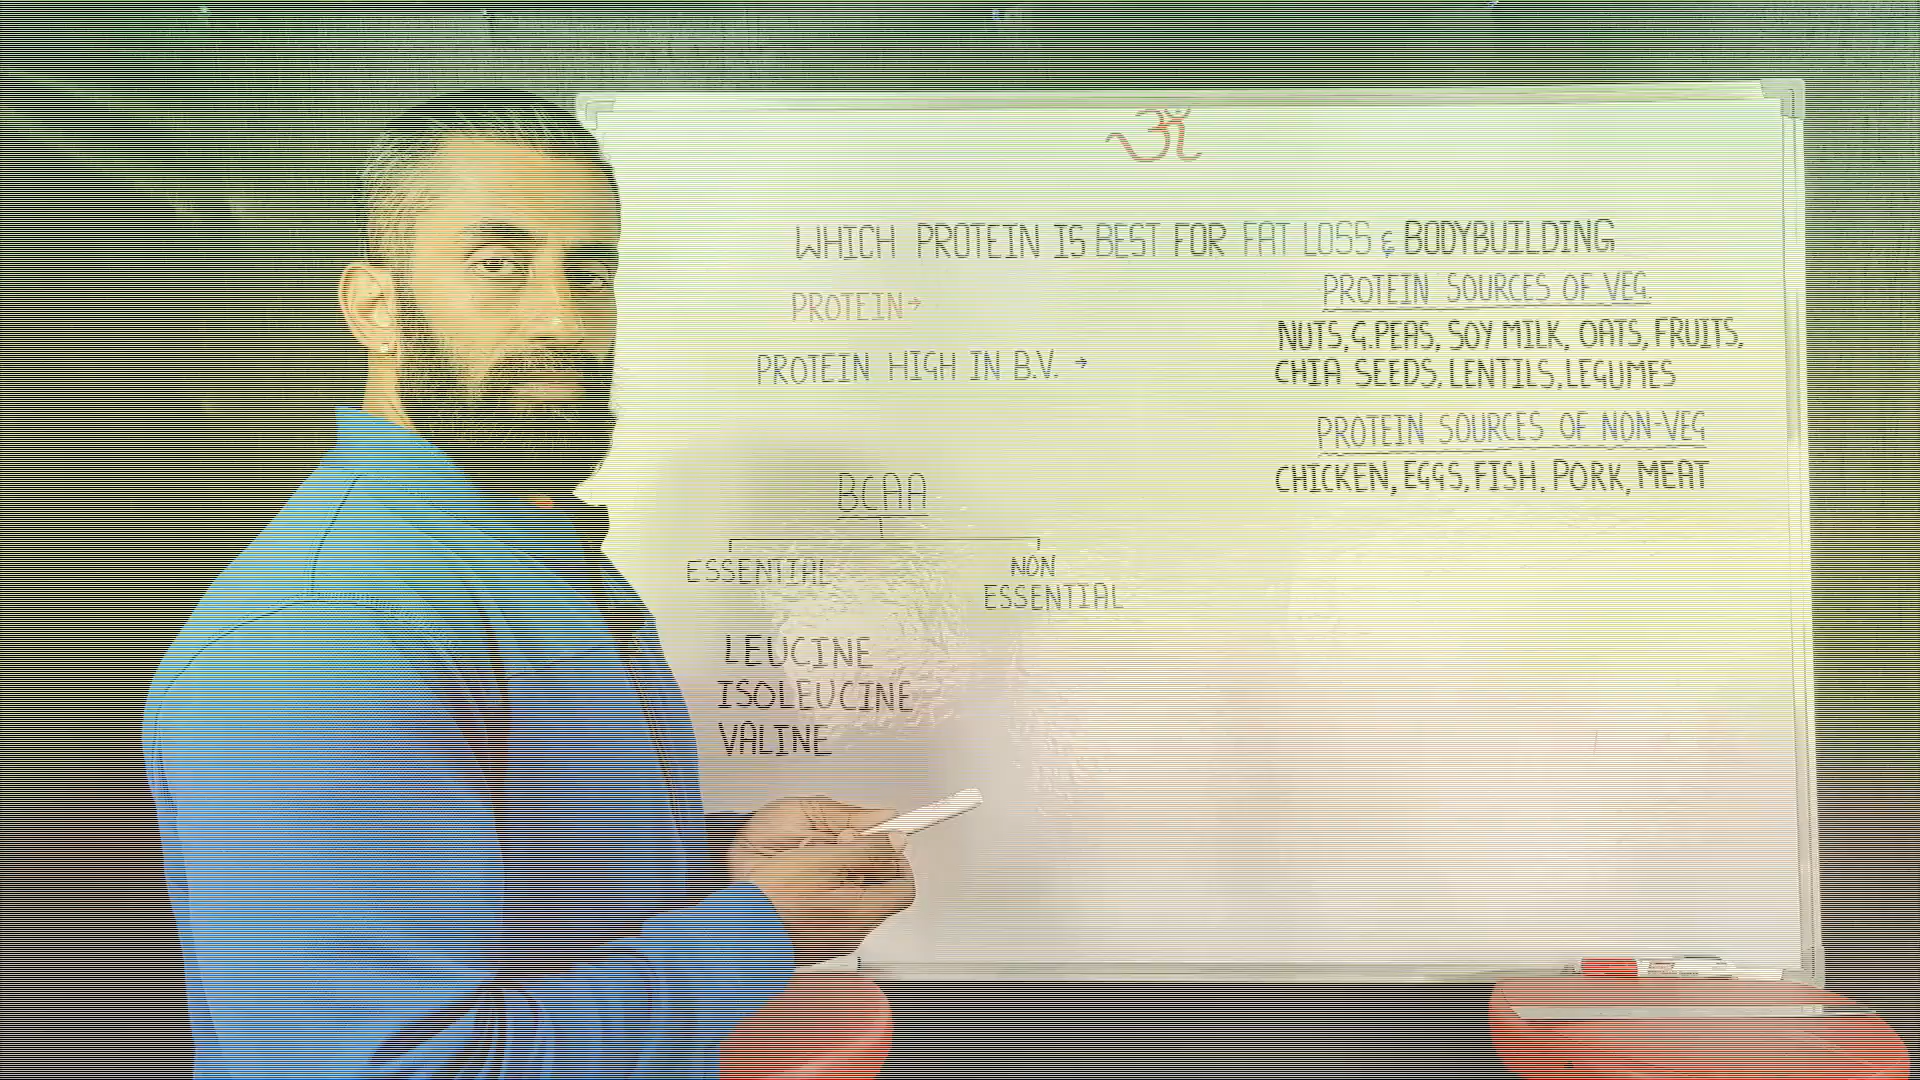 ॐ
WHICH PROTEIN IS BEST FOR FAT LOSS & BODYBUILDING
PROTEIN→
PROTEIN HIGH IN B.V. →
PROTEIN SOURCES OF VEG.
NUTS, G.PEAS, SOY MILK, OATS, FRUITS,
CHIA SEEDS, LENTILS, LEGUMES
PROTEIN SOURCES OF NON-VEG
CHICKEN, EGGS, FISH, PORK, MEAT
BCAA
ESSENTIAL
NON
ESSENTIAL
LEUCINE
ISOLEUCINE
VALINE